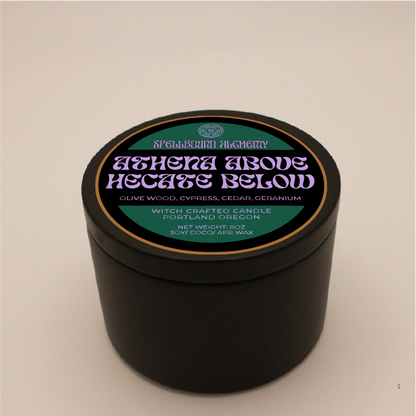 SPELLBOUND ALCHEMY
ATHENA ABOVE
HECATE BELOW
OLIVE WOOD, CYPRESS, CEDAR, GERANIUM
WITCH CRAFTED CANDLE
PORTLAND OREGON
NET WEIGHT: 8OZ
SOY/ COCO/ APR WAX